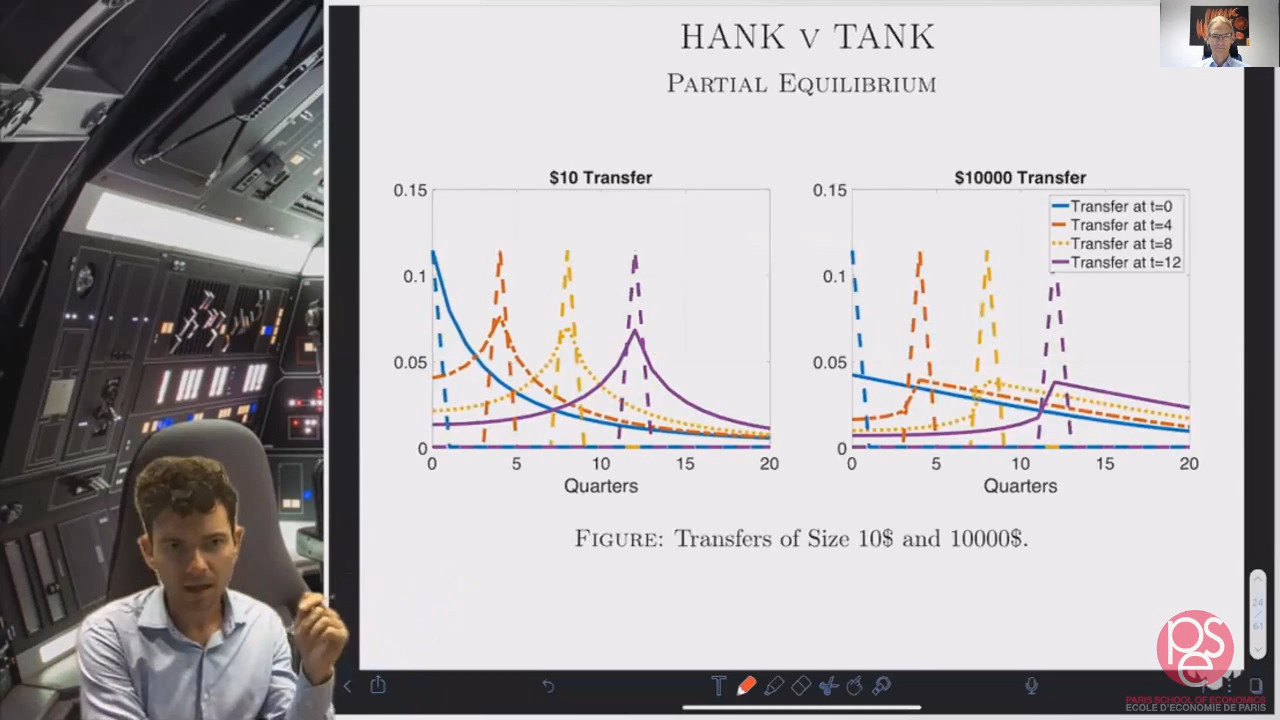 HANK V TANK
PARTIAL EQUILIBRIUM
$10 Transfer
0.15
0.1
0.05
0
0
5
10
15
20
Quarters
$10000 Transfer
0.15
0.1
0.05
0
0
5
10
15
20
Quarters
Transfer at t=0
Transfer at t=4
Transfer at t=8
Transfer at t=12
FIGURE: Transfers of Size 10$ and 10000$.
24
/
61
T
pse
PARIS SCHOOL OF ECONOMICS
ECOLE D'ECONOMIE DE PARIS